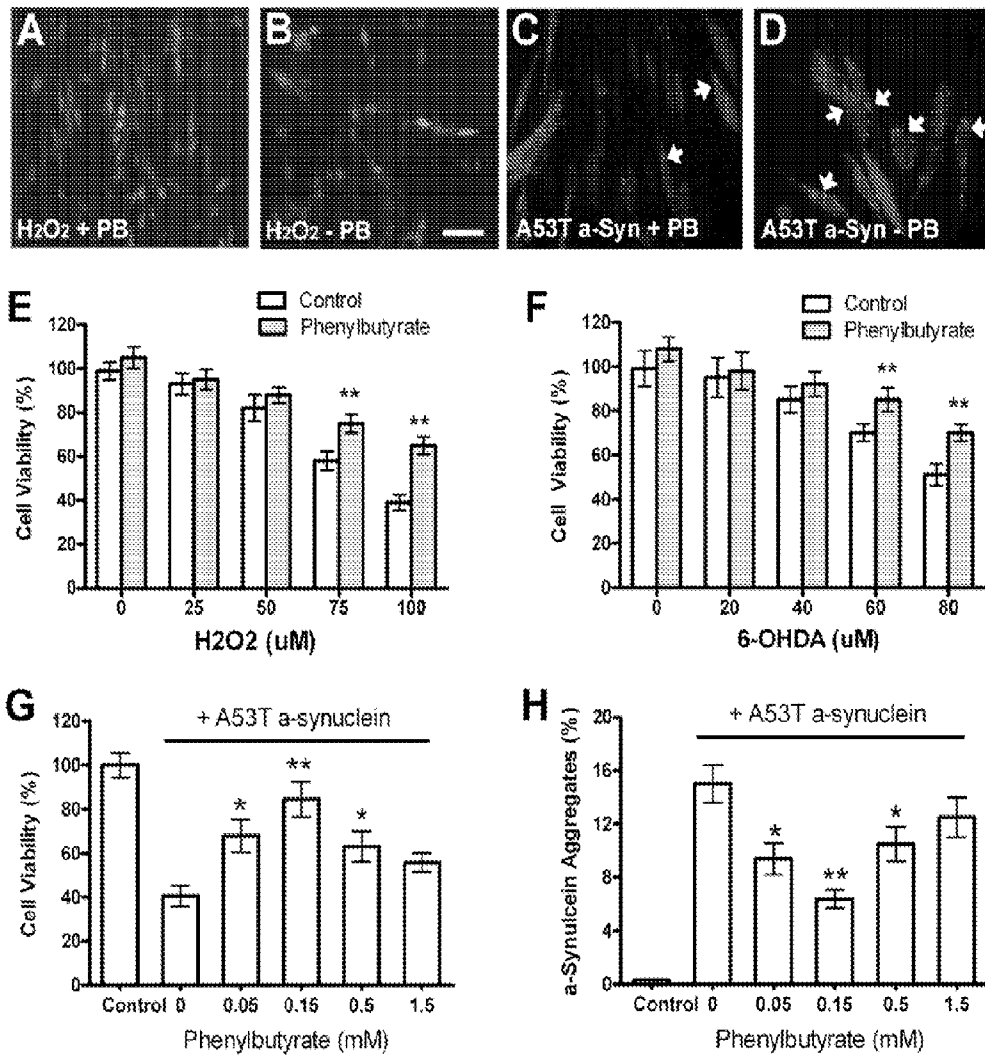 A
B
C
D
H2O2 + PB
H2O2 - PB
A53T a-Syn + PB
A53T a-Syn - PB
E
Control
Phenylbutyrate
120
100
80
60
40
20
0
Cell Viability (%)
**
**
0 25 50 75 100
H2O2 (uM)
F
Control
Phenylbutyrate
120
100
80
60
40
20
0
Cell Viability (%)
**
**
0 20 40 60 80
6-OHDA (uM)
G
+ A53T a-synuclein
120
100
80
60
40
20
0
Cell Viability (%)
*
**
*
Control 0 0.05 0.15 0.5 1.5
Phenylbutyrate (mM)
H
+ A53T a-synuclein
20
16
12
8
4
0
a-Synulcein Aggregates (%)
*
**
*
Control 0 0.05 0.15 0.5 1.5
Phenylbutyrate (mM)